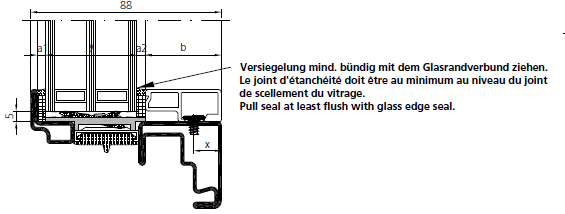 88
a1 e a2 b
Versiegelung mind. bündig mit dem Glasrandverbund ziehen.
Le joint d'étanchéité doit être au minimum au niveau du joint
de scellement du vitrage.
Pull seal at least flush with glass edge seal.
5
x